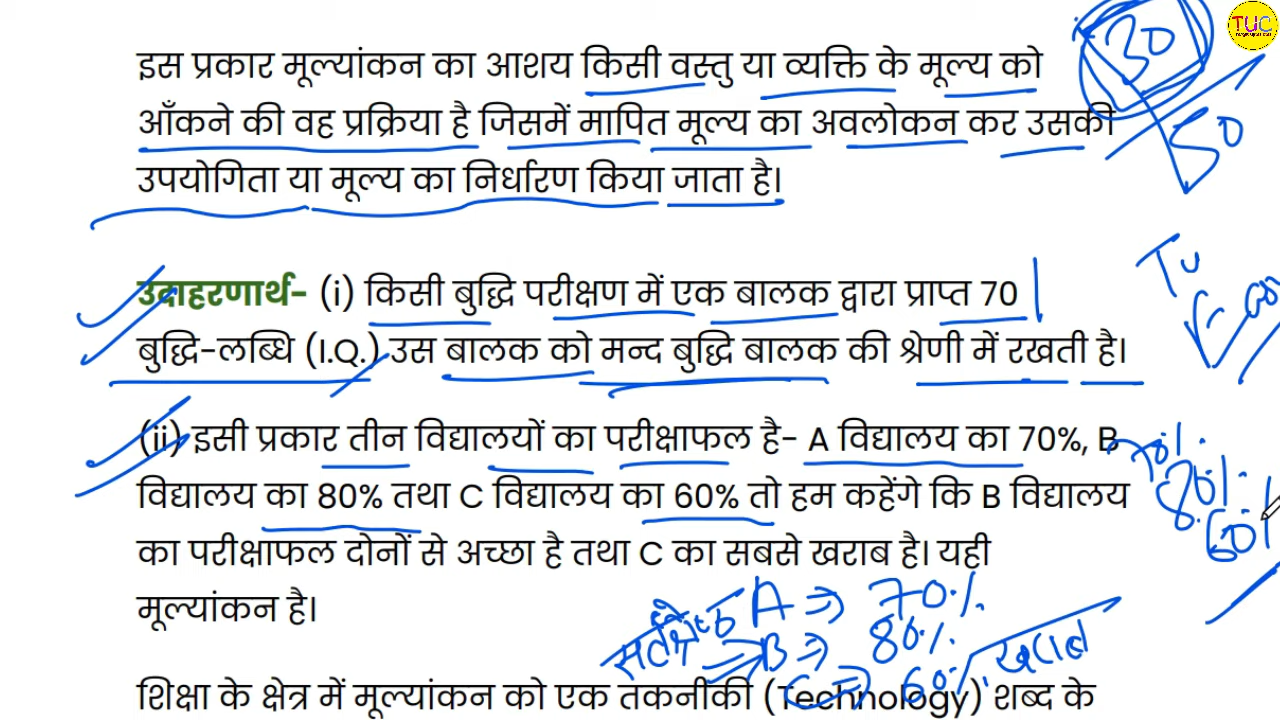 TUC
30
इस प्रकार मूल्यांकन का आशय किसी वस्तु या व्यक्ति के मूल्य को
आँकने की वह प्रक्रिया है जिसमें मापित मूल्य का अवलोकन कर उसकी
50
उपयोगिता या मूल्य का निर्धारण किया जाता है।
उदाहरणार्थ- (i) किसी बुद्धि परीक्षण में एक बालक द्वारा प्राप्त 70
बुद्धि-लब्धि (I.Q.) उस बालक को मन्द बुद्धि बालक की श्रेणी में रखती है।
(ii) इसी प्रकार तीन विद्यालयों का परीक्षाफल है- A विद्यालय का 70%, B
70%
विद्यालय का 80% तथा C विद्यालय का 60% तो हम कहेंगे कि B विद्यालय
80%
60%
का परीक्षाफल दोनों से अच्छा है तथा C का सबसे खराब है। यही
मूल्यांकन है।
A ⇒ 70%
सर्वश्रेष्ठ B ⇒ 80%
C ⇒ 60% खराब
शिक्षा के क्षेत्र में मूल्यांकन को एक तकनीकी (Technology) शब्द के